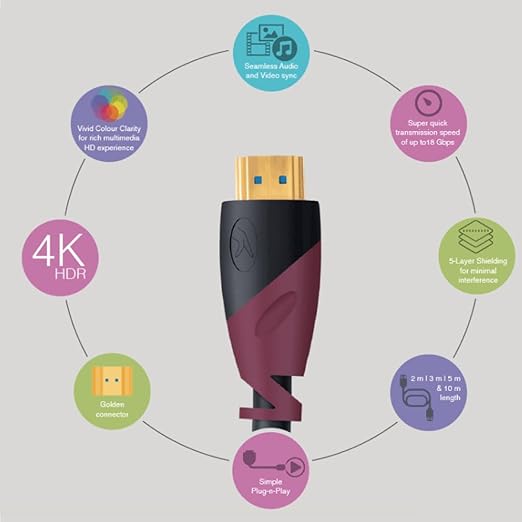 Seamless Audio
and Video sync
Super quick
transmission speed
of up to18 Gbps
5-Layer Shielding
for minimal
interference
2 m I 3 m I 5 m
& 10 m
length
Simple
Plug-n-Play
Golden
connector
4K
HDR
Vivid Colour Clarity
for rich multimedia
HD experience